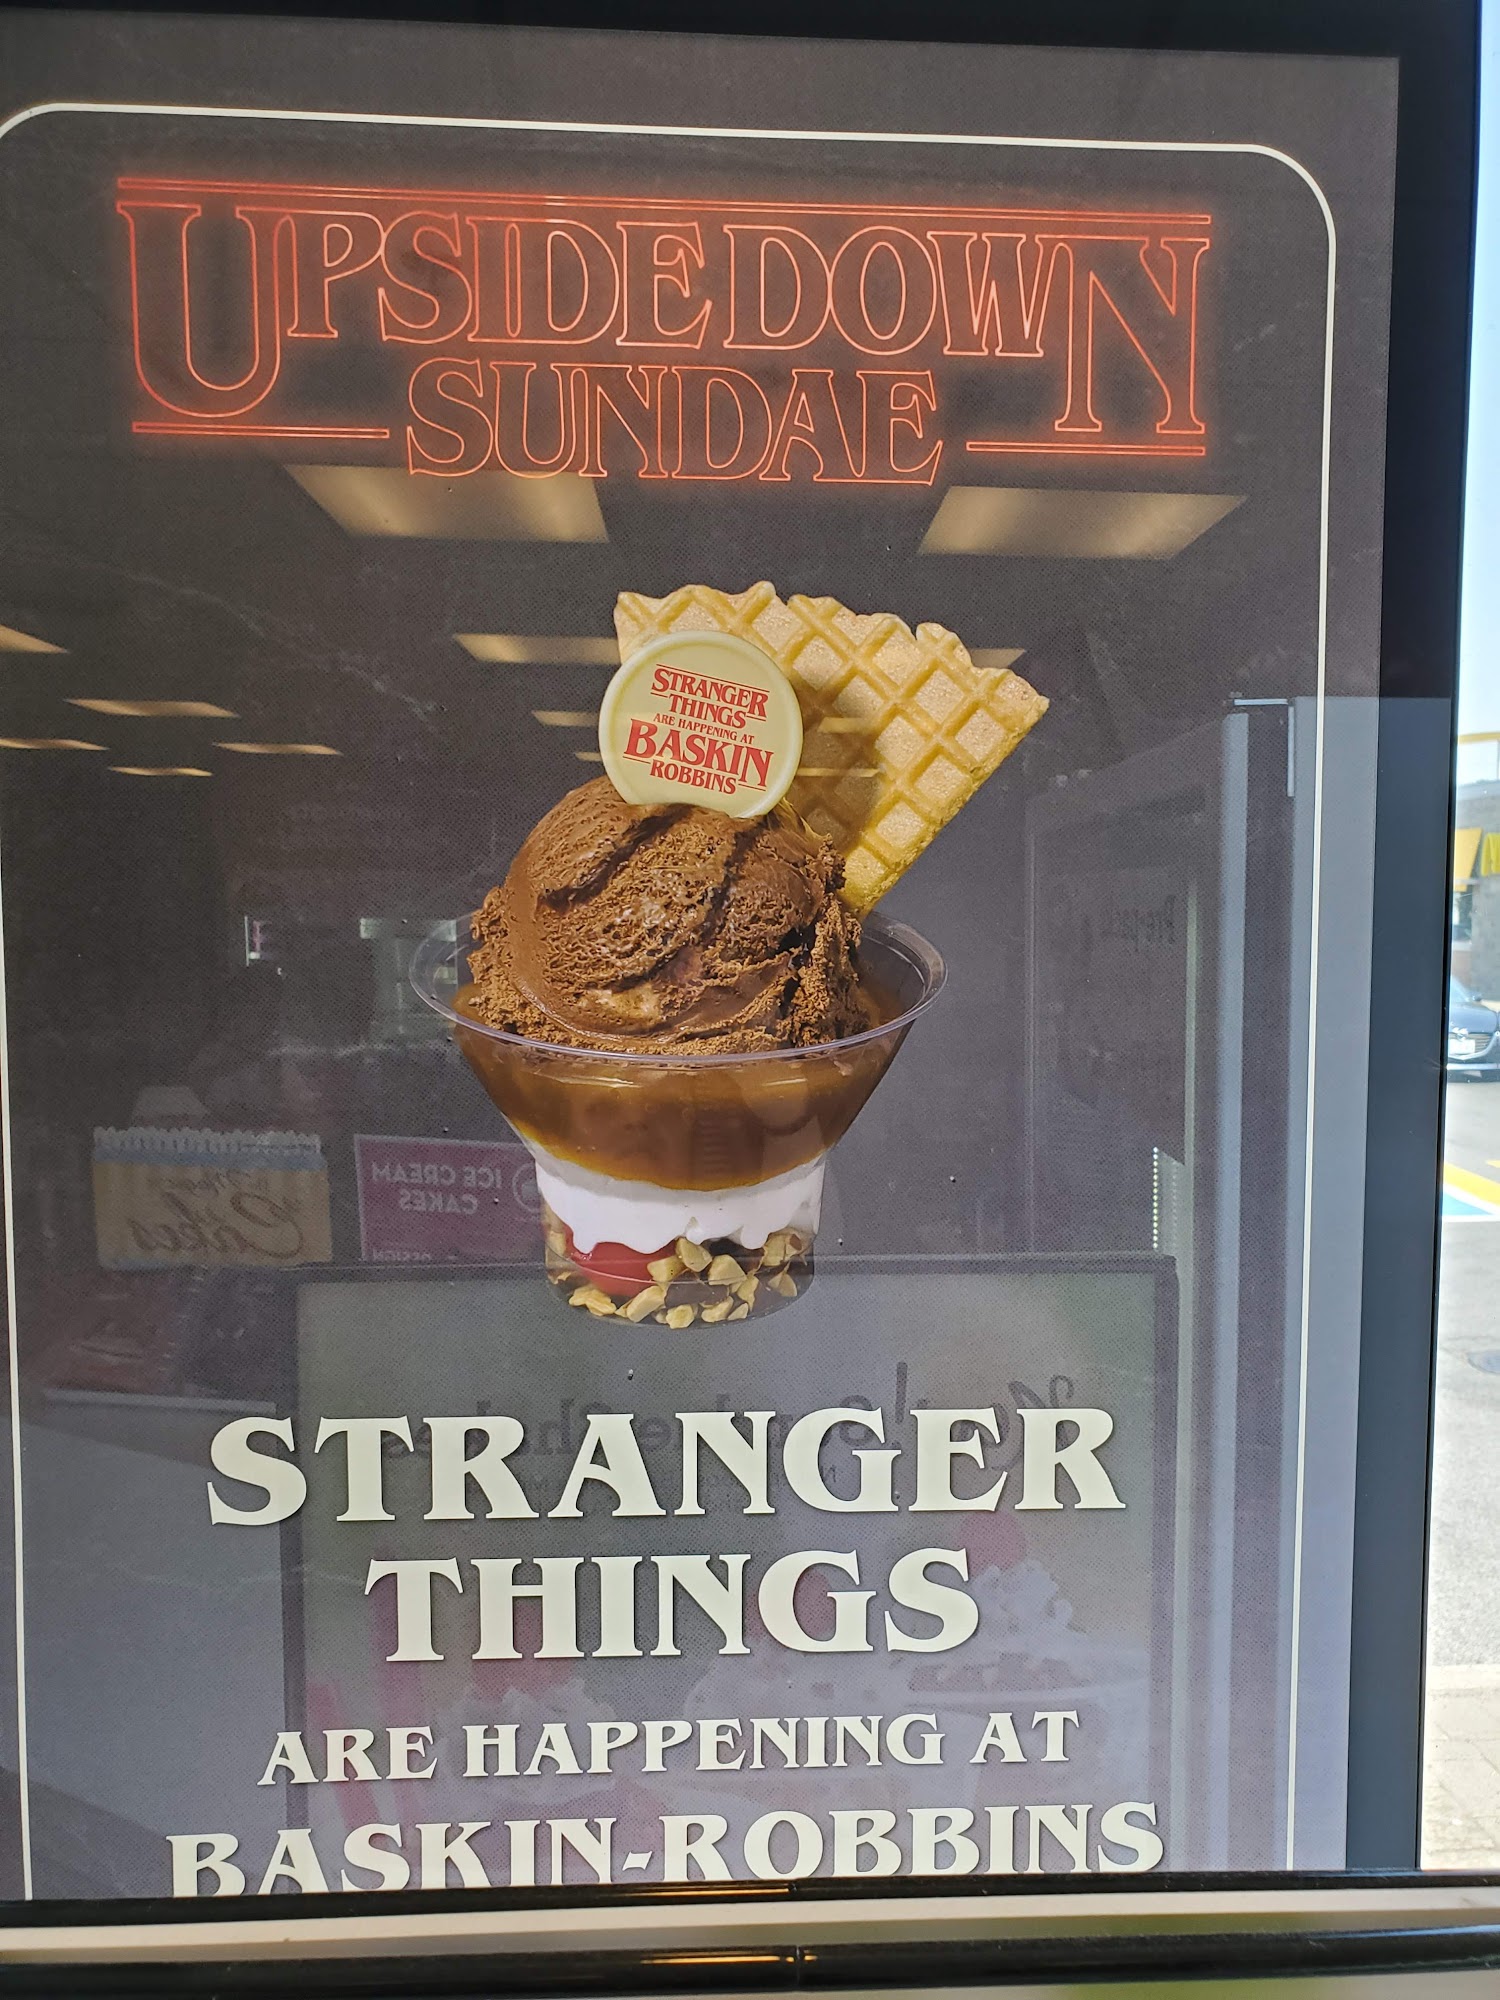 UPSIDE DOWN
SUNDAE
STRANGER
THINGS
ARE HAPPENING AT
BASKIN
ROBBINS
ICE CREAM
CAKES
DESIGN
STRANGER
THINGS
ARE HAPPENING AT
BASKIN-ROBBINS